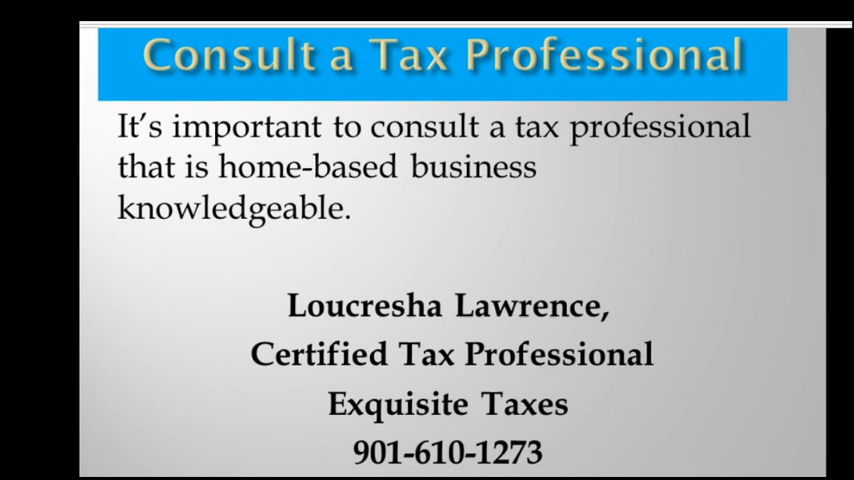 Consult a Tax Professional
It's important to consult a tax professional
that is home-based business
knowledgeable.
Loucresha Lawrence,
Certified Tax Professional
Exquisite Taxes
901-610-1273